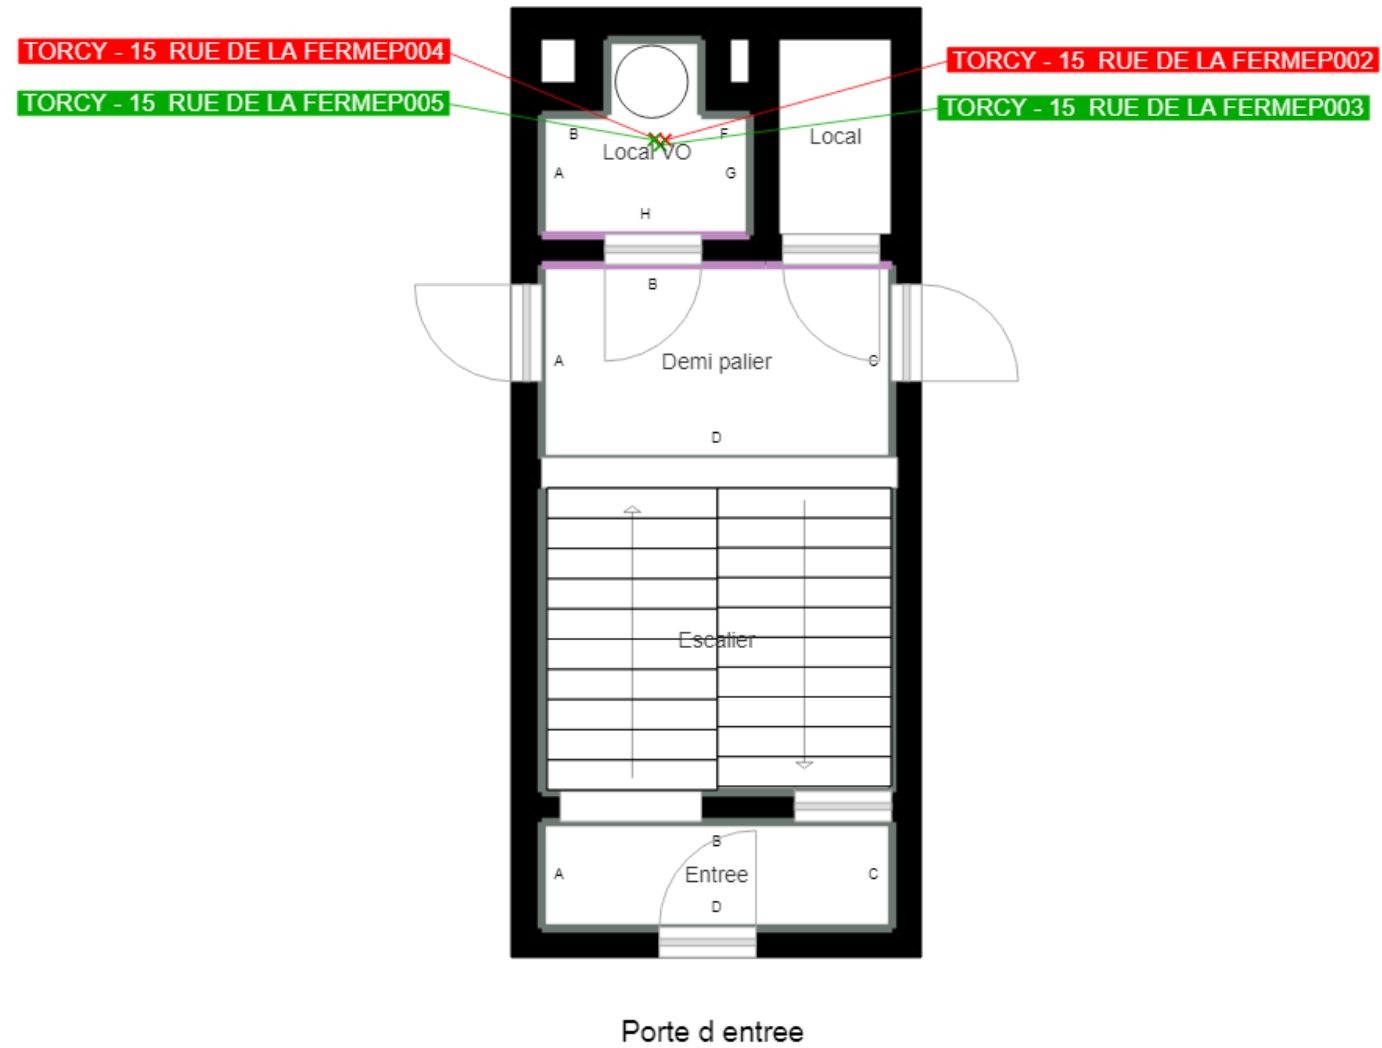 TORCY - 15  RUE DE LA FERMEP004
TORCY - 15  RUE DE LA FERMEP002
TORCY - 15  RUE DE LA FERMEP005
TORCY - 15  RUE DE LA FERMEP003
B
F
Local
Local VO
A
G
H
B
A
Demi palier
C
D
Escalier
B
A
Entree
C
D
Porte d entree